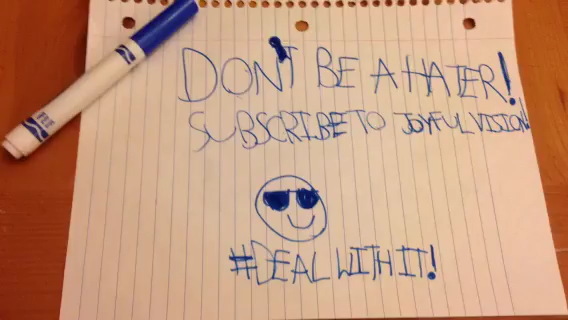 DON'T BE A HATER!
SUBSCRIBE TO JOYFULVISION!
#DEAL WITH IT!